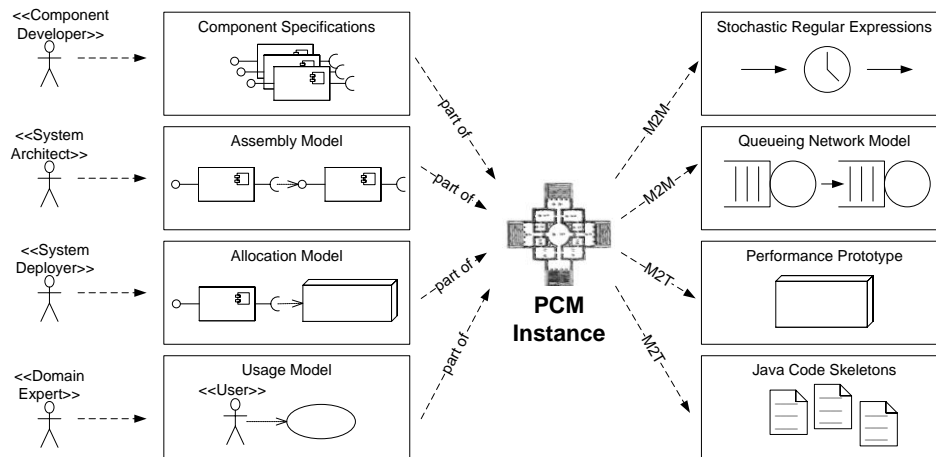 <<Component
Developer>>
Component Specifications
<<System
Architect>>
Assembly Model
<<System
Deployer>>
Allocation Model
<<Domain
Expert>>
Usage Model
<<User>>
part of
part of
part of
part of
PCM
Instance
M2M
M2M
M2T
M2T
Stochastic Regular Expressions
Queueing Network Model
Performance Prototype
Java Code Skeletons